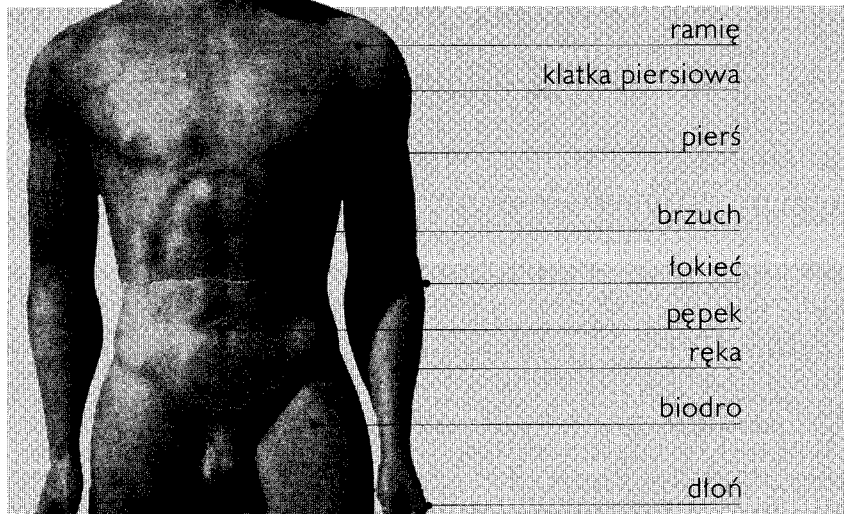 ramię
klatka piersiowa
pierś
brzuch
łokieć
pępek
ręka
biodro
dłoń